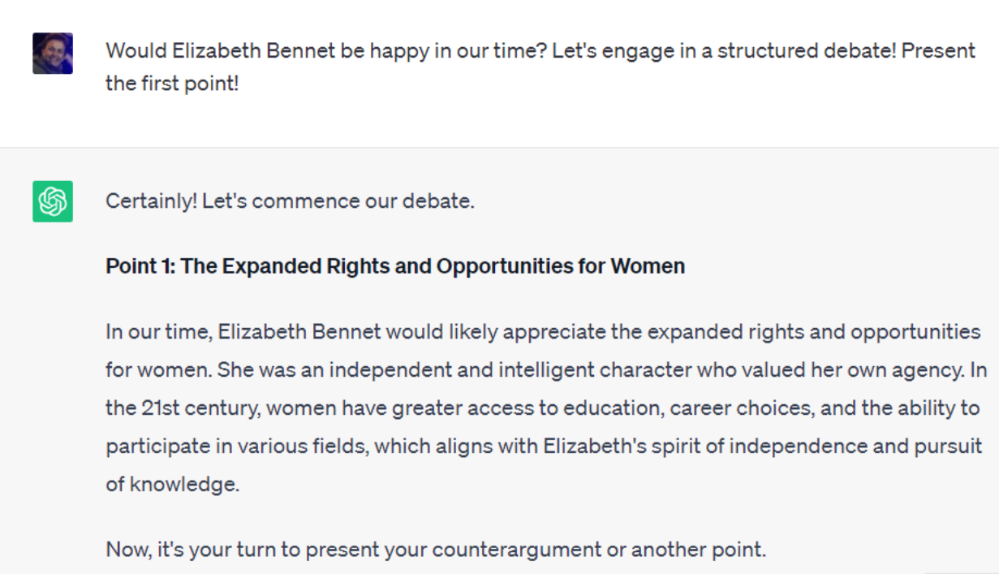 Would Elizabeth Bennet be happy in our time? Let's engage in a structured debate! Present
the first point!
Certainly! Let's commence our debate.
Point 1: The Expanded Rights and Opportunities for Women
In our time, Elizabeth Bennet would likely appreciate the expanded rights and opportunities
for women. She was an independent and intelligent character who valued her own agency. In
the 21st century, women have greater access to education, career choices, and the ability to
participate in various fields, which aligns with Elizabeth's spirit of independence and pursuit
of knowledge.
Now, it's your turn to present your counterargument or another point.